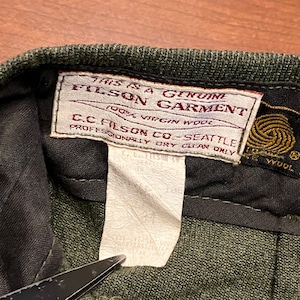 THIS IS A GENUINE
FILSON GARMENT
100% VIRGIN WOOL
C.C. FILSON CO. SEATTLE
PROFESSIONALLY DRY CLEAN ONLY
®
WOOL